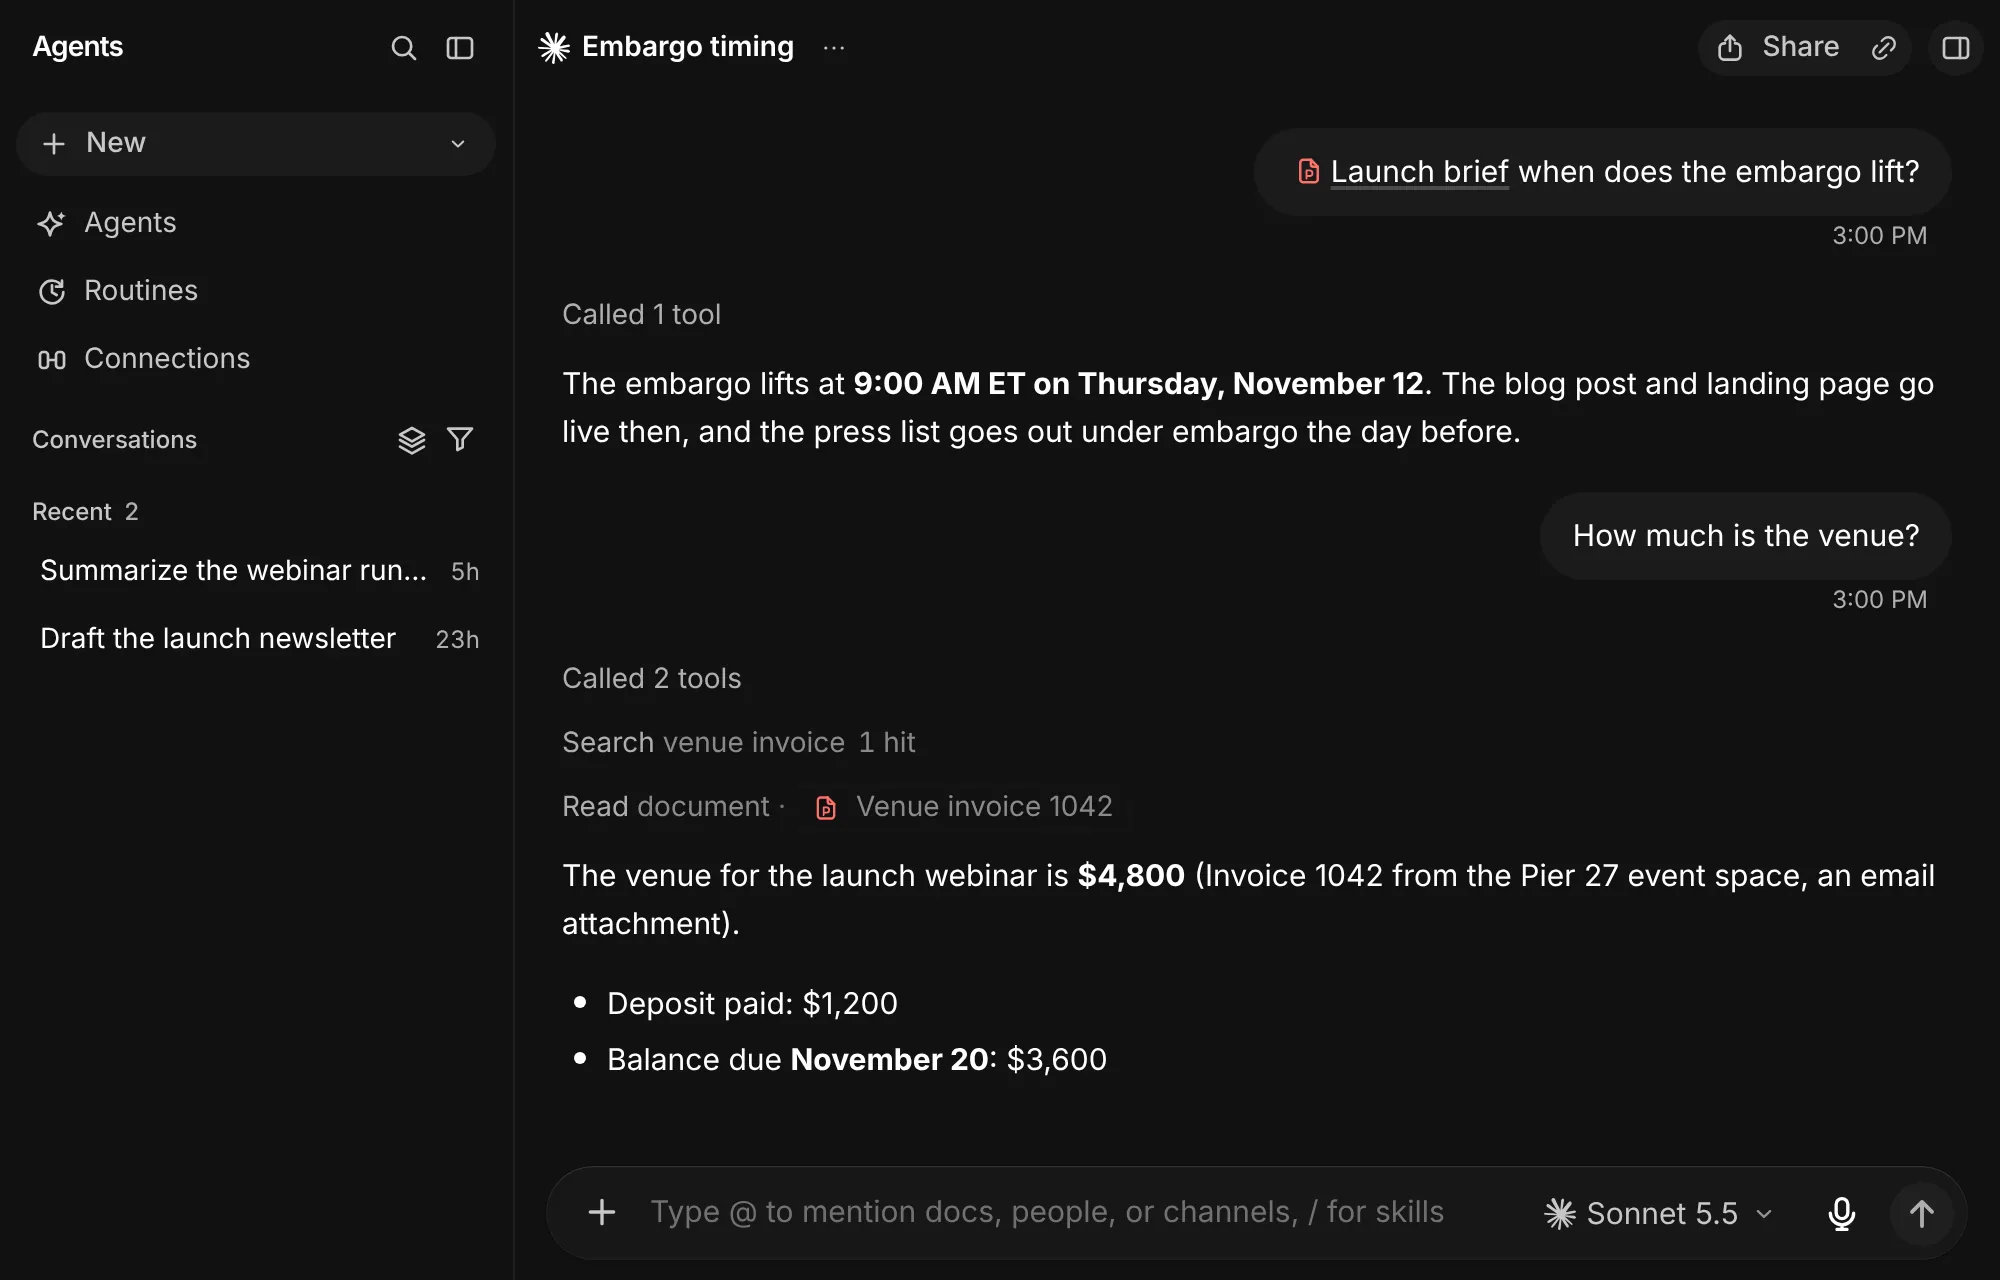 Agents
New
Agents
Routines
Connections
Conversations
Recent 2
Summarize the webinar run... 5h
Draft the launch newsletter 23h
Embargo timing
Share
Launch brief when does the embargo lift?
3:00 PM
Called 1 tool
The embargo lifts at 9:00 AM ET on Thursday, November 12. The blog post and landing page go
live then, and the press list goes out under embargo the day before.
How much is the venue?
3:00 PM
Called 2 tools
Search venue invoice 1 hit
Read document · Venue invoice 1042
The venue for the launch webinar is $4,800 (Invoice 1042 from the Pier 27 event space, an email
attachment).
• Deposit paid: $1,200
• Balance due November 20: $3,600
Type @ to mention docs, people, or channels, / for skills
Sonnet 5.5